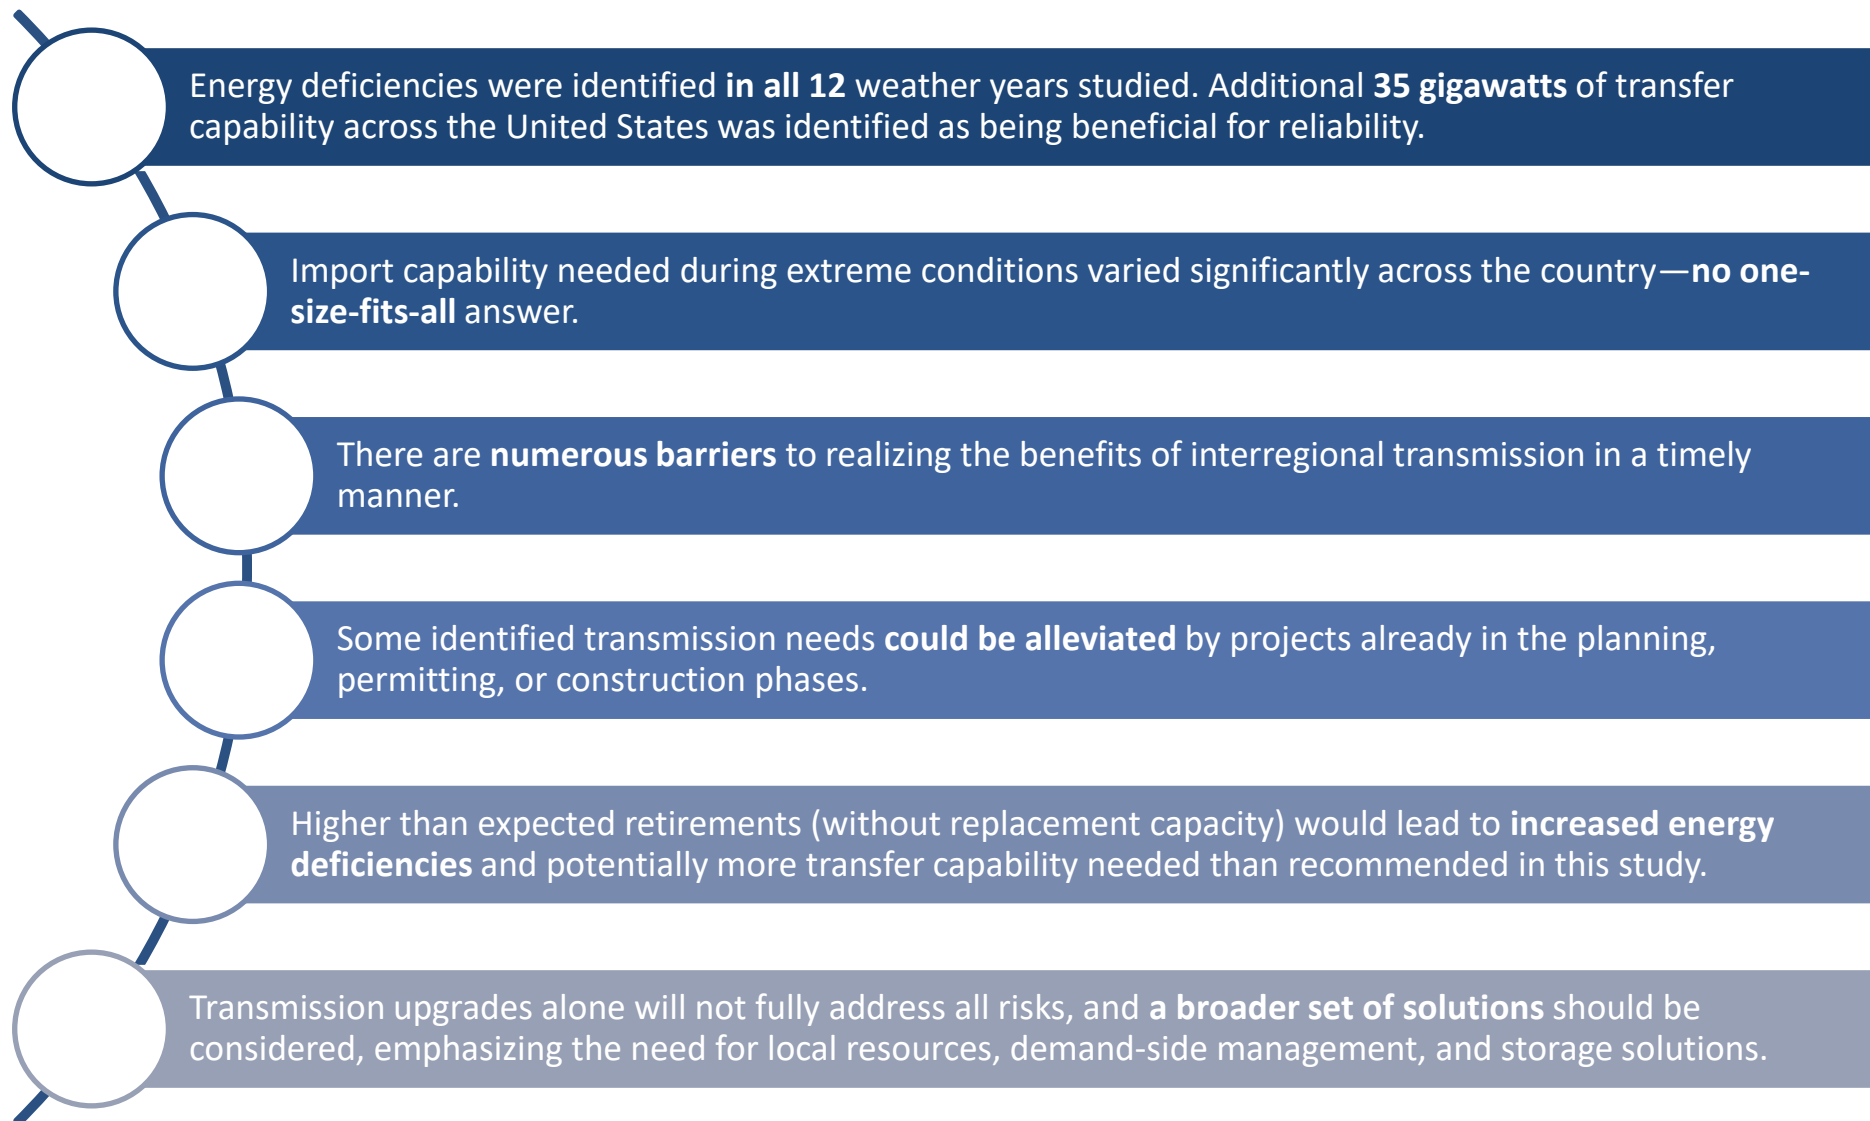 Energy deficiencies were identified in all 12 weather years studied. Additional 35 gigawatts of transfer
capability across the United States was identified as being beneficial for reliability.
Import capability needed during extreme conditions varied significantly across the country—no one-
size-fits-all answer.
There are numerous barriers to realizing the benefits of interregional transmission in a timely
manner.
Some identified transmission needs could be alleviated by projects already in the planning,
permitting, or construction phases.
Higher than expected retirements (without replacement capacity) would lead to increased energy
deficiencies and potentially more transfer capability needed than recommended in this study.
Transmission upgrades alone will not fully address all risks, and a broader set of solutions should be
considered, emphasizing the need for local resources, demand-side management, and storage solutions.